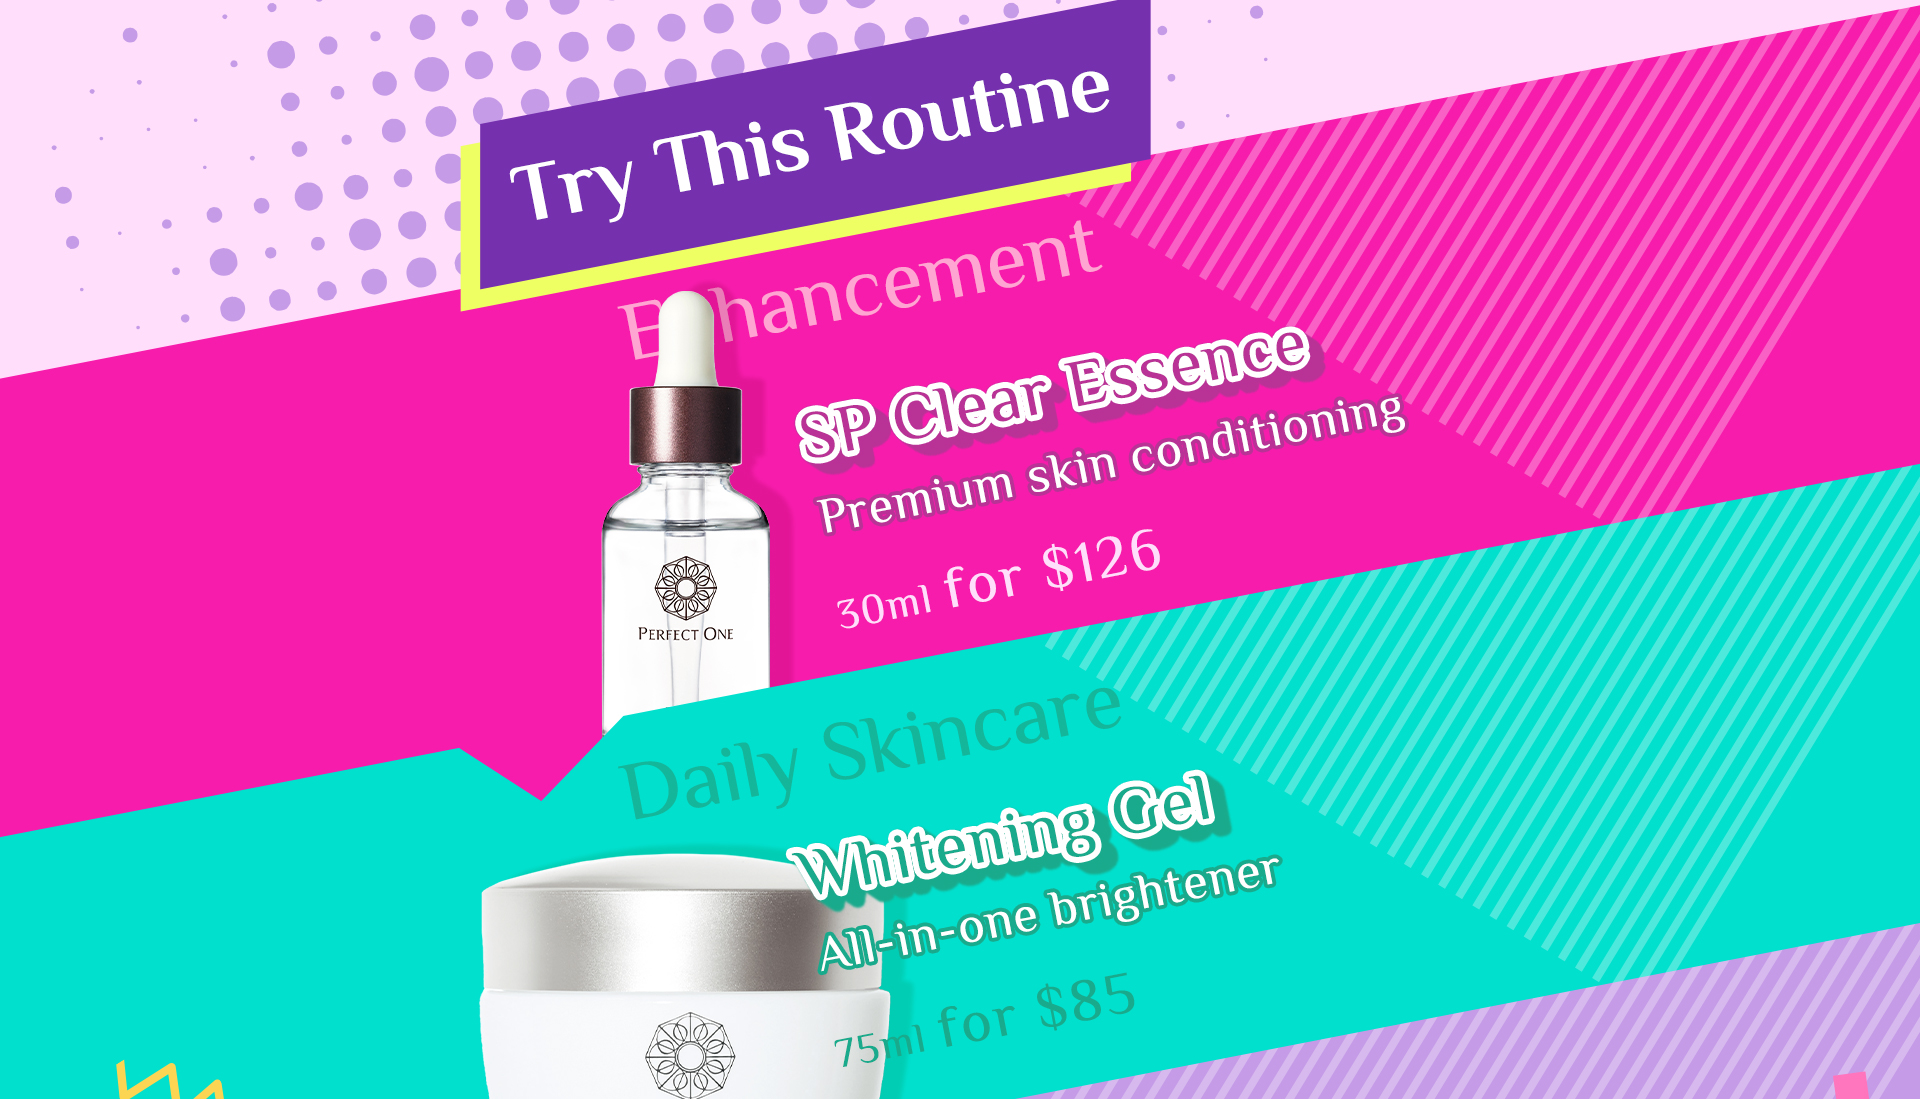 Try This Routine
Enhancement
SP Clear Essence
Premium skin conditioning
30ml for $126
PERFECT ONE
Daily Skincare
Whitening Gel
All-in-one brightener
75ml for $85